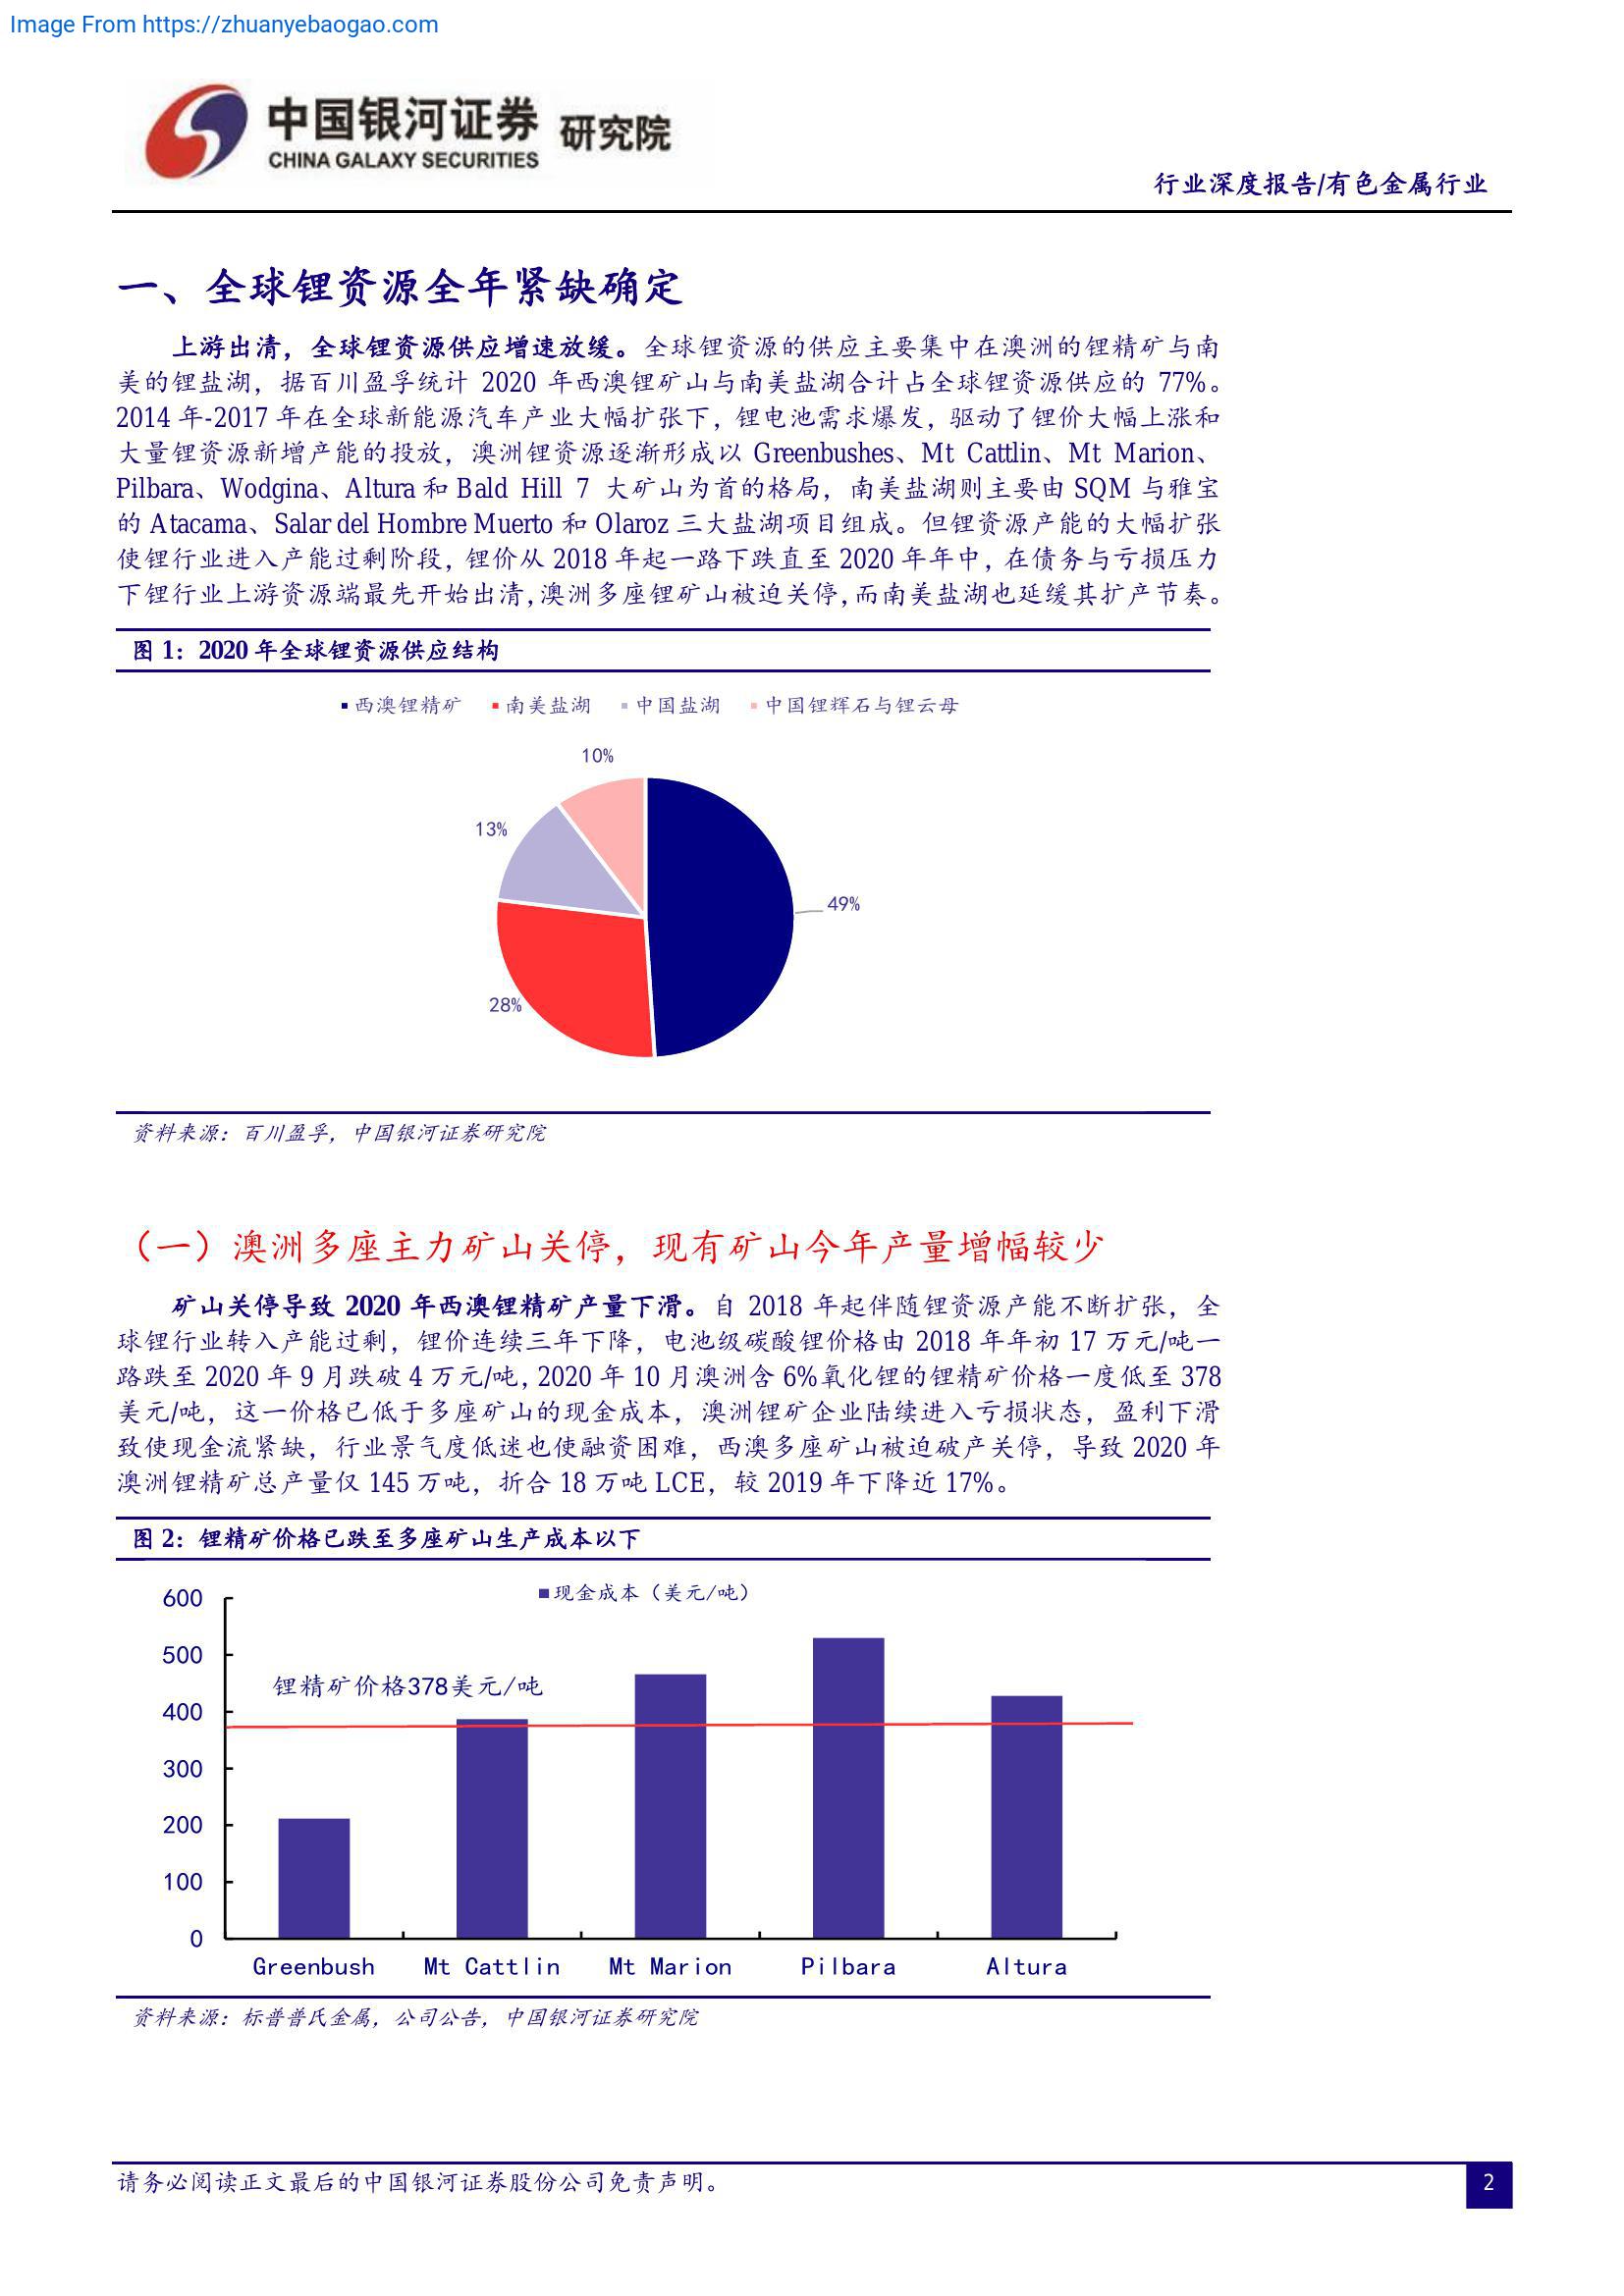 Image From https://zhuanyebaogao.com
中国银河证券 研究院
CHINA GALAXY SECURITIES
行业深度报告/有色金属行业
一、全球锂资源全年紧缺确定
上游出清，全球锂资源供应增速放缓。全球锂资源的供应主要集中在澳洲的锂精矿与南
美的锂盐湖，据百川盈孚统计 2020 年西澳锂矿山与南美盐湖合计占全球锂资源供应的 77%。
2014 年-2017 年在全球新能源汽车产业大幅扩张下，锂电池需求爆发，驱动了锂价大幅上涨和
大量锂资源新增产能的投放，澳洲锂资源逐渐形成以 Greenbushes、Mt Cattlin、Mt Marion、
Pilbara、Wodgina、Altura 和 Bald Hill 7 大矿山为首的格局，南美盐湖则主要由 SQM 与雅宝
的 Atacama、Salar del Hombre Muerto 和 Olaroz 三大盐湖项目组成。但锂资源产能的大幅扩张
使锂行业进入产能过剩阶段，锂价从 2018 年起一路下跌直至 2020 年年中，在债务与亏损压力
下锂行业上游资源端最先开始出清，澳洲多座锂矿山被迫关停，而南美盐湖也延缓其扩产节奏。
图 1：2020 年全球锂资源供应结构
西澳锂精矿 南美盐湖 中国盐湖 中国锂辉石与锂云母
10%
13%
49%
28%
资料来源：百川盈孚，中国银河证券研究院
（一）澳洲多座主力矿山关停，现有矿山今年产量增幅较少
矿山关停导致 2020 年西澳锂精矿产量下滑。自 2018 年起伴随锂资源产能不断扩张，全
球锂行业转入产能过剩，锂价连续三年下降，电池级碳酸锂价格由 2018 年年初 17 万元/吨一
路跌至 2020 年 9 月跌破 4 万元/吨，2020 年 10 月澳洲含 6%氧化锂的锂精矿价格一度低至 378
美元/吨，这一价格已低于多座矿山的现金成本，澳洲锂矿企业陆续进入亏损状态，盈利下滑
致使现金流紧缺，行业景气度低迷也使融资困难，西澳多座矿山被迫破产关停，导致 2020 年
澳洲锂精矿总产量仅 145 万吨，折合 18 万吨 LCE，较 2019 年下降近 17%。
图 2：锂精矿价格已跌至多座矿山生产成本以下
现金成本（美元/吨）
600
500
锂精矿价格378美元/吨
400
300
200
100
0
Greenbush Mt Cattlin Mt Marion Pilbara Altura
资料来源：标普普氏金属，公司公告，中国银河证券研究院
请务必阅读正文最后的中国银河证券股份公司免责声明。
2